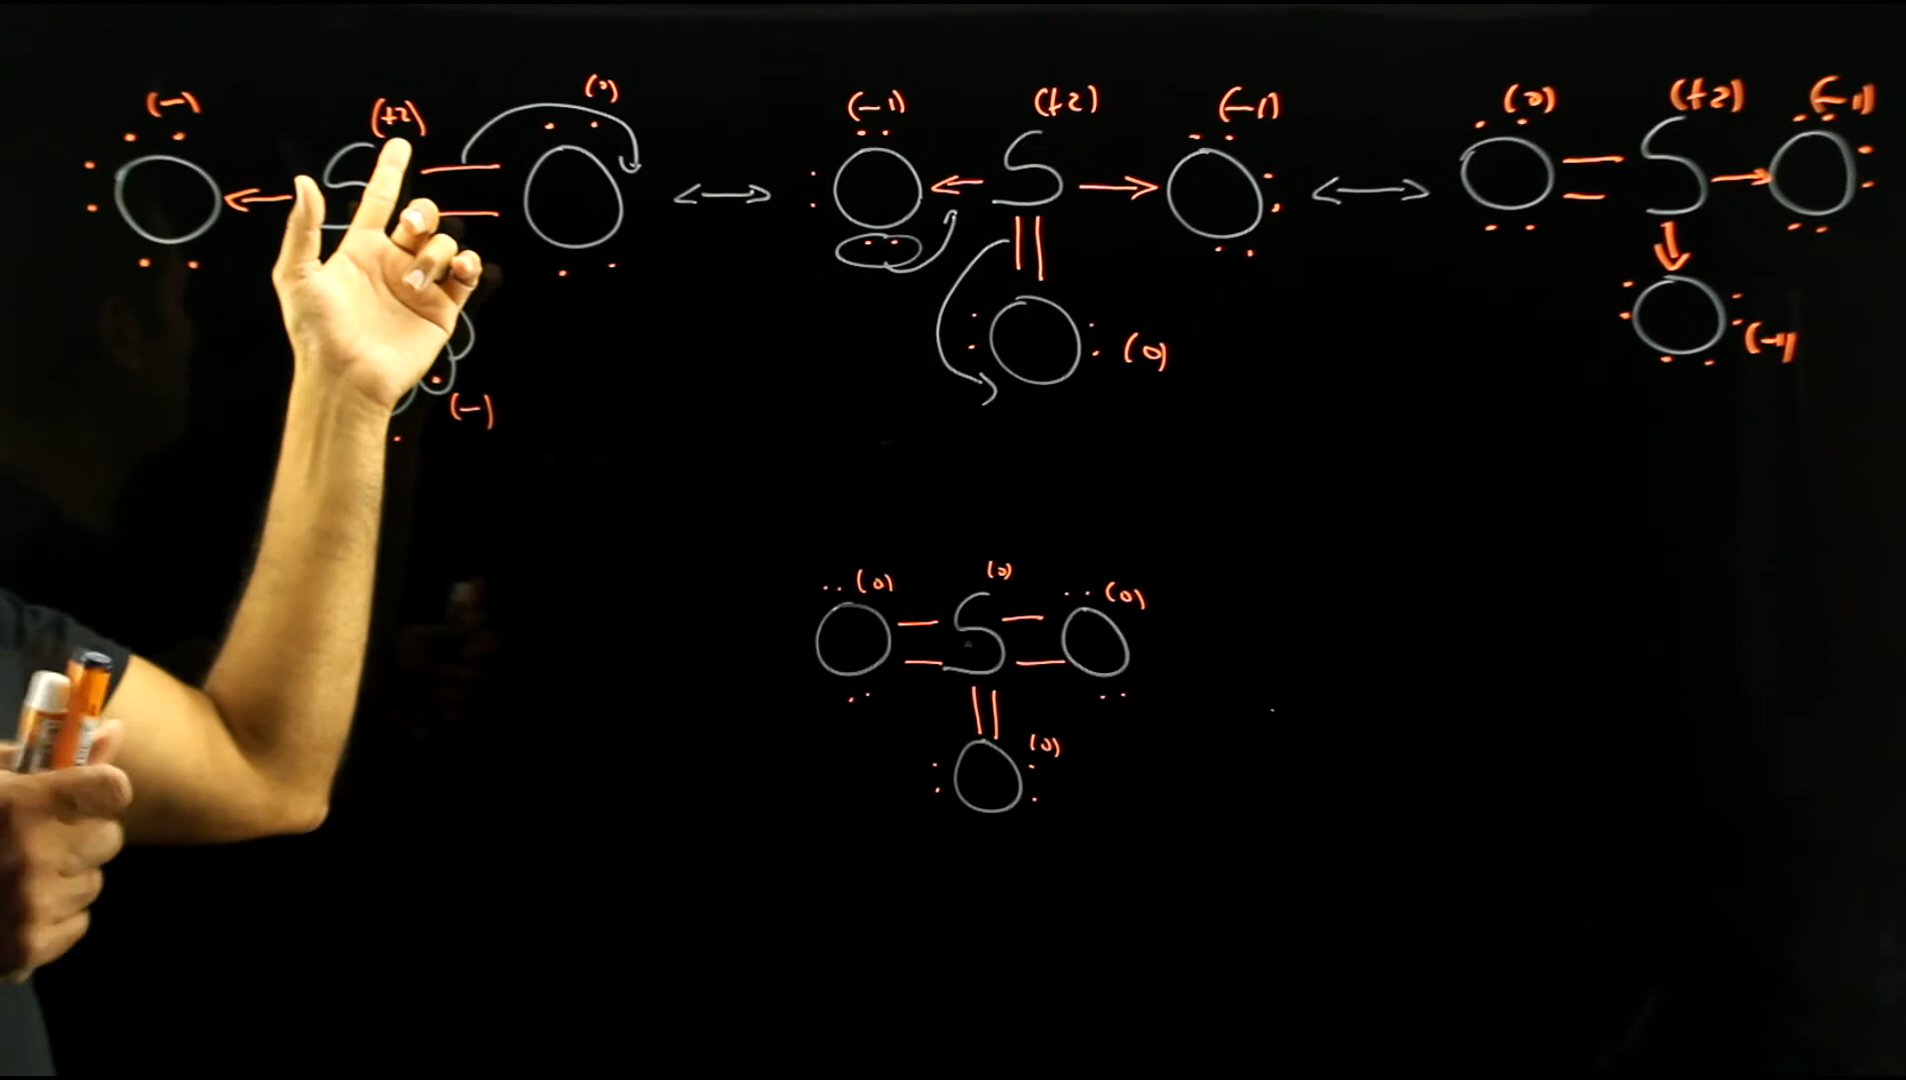 (-) (+2) (0)
S O
O
(-)
(-1) (+2) (-1)
O S O
O (0)
(0) (+2) (-1)
O S O
O (-1)
(0) (0) (0)
O S O
O (0)